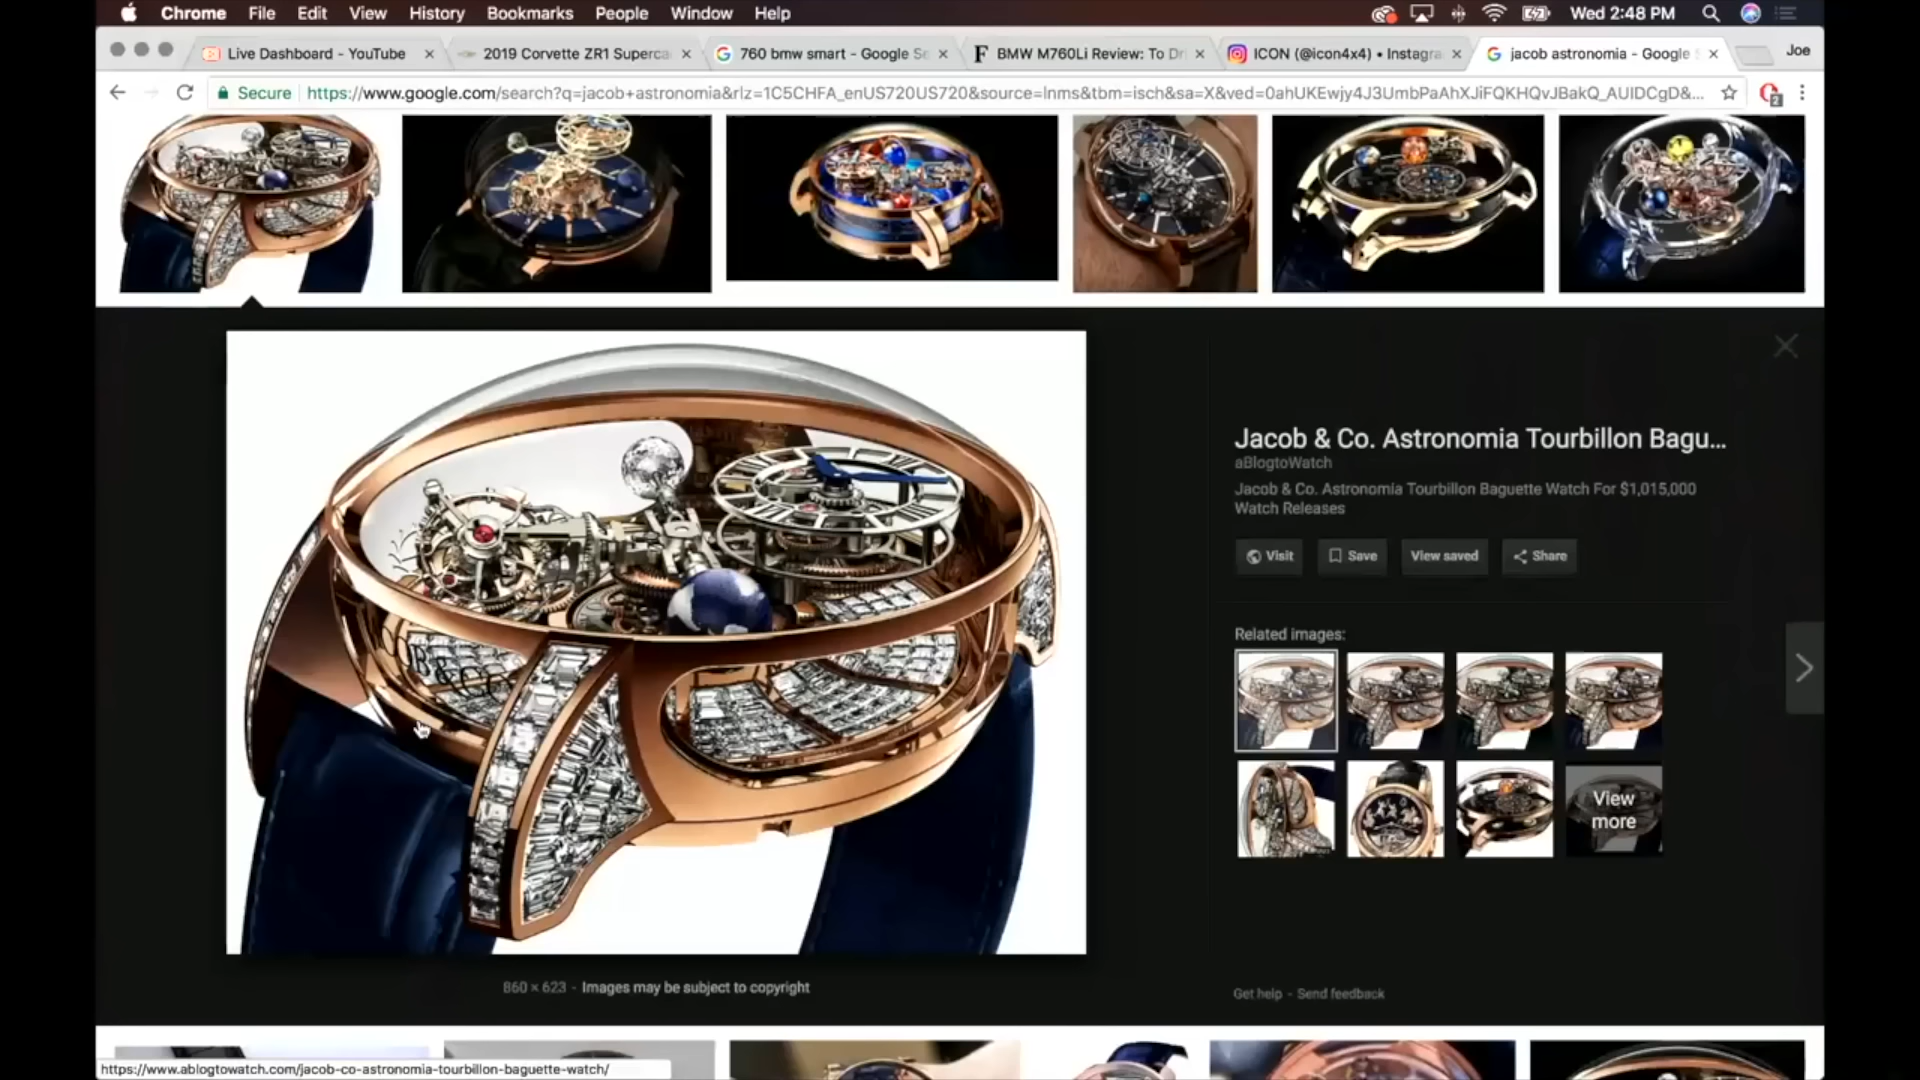 Chrome File Edit View History Bookmarks People Window Help Wed 2:48 PM
Live Dashboard - YouTube
2019 Corvette ZR1 Superca
760 bmw smart - Google Se
BMW M760Li Review: To Dr
ICON (@icon4x4) • Instagra
jacob astronomia - Google S
Joe
Secure https://www.google.com/search?q=jacob+astronomia&rlz=1C5CHFA_enUS720US720&source=lnms&tbm=isch&sa=X&ved=0ahUKEwjy4J3UmbPaAhXJiFQKHQvJBakQ_AUIDCgD&...
2
Jacob & Co. Astronomia Tourbillon Bagu...
aBlogtoWatch
Jacob & Co. Astronomia Tourbillon Baguette Watch For $1,015,000
Watch Releases
Visit Save View saved Share
Related images:
View
more
860 × 623 - Images may be subject to copyright
Get help - Send feedback
https://www.ablogtowatch.com/jacob-co-astronomia-tourbillon-baguette-watch/